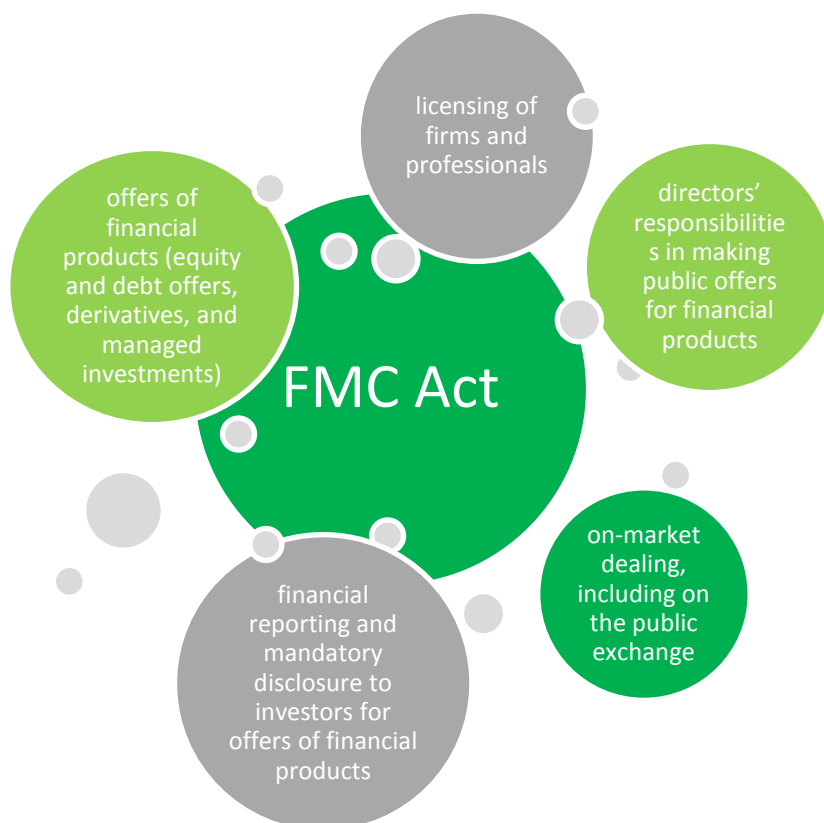 licensing of
firms and
professionals
offers of
financial
products (equity
and debt offers,
derivatives, and
managed
investments)
directors’
responsibilitie
s in making
public offers
for financial
products
FMC Act
on-market
dealing,
including on
the public
exchange
financial
reporting and
mandatory
disclosure to
investors for
offers of financial
products